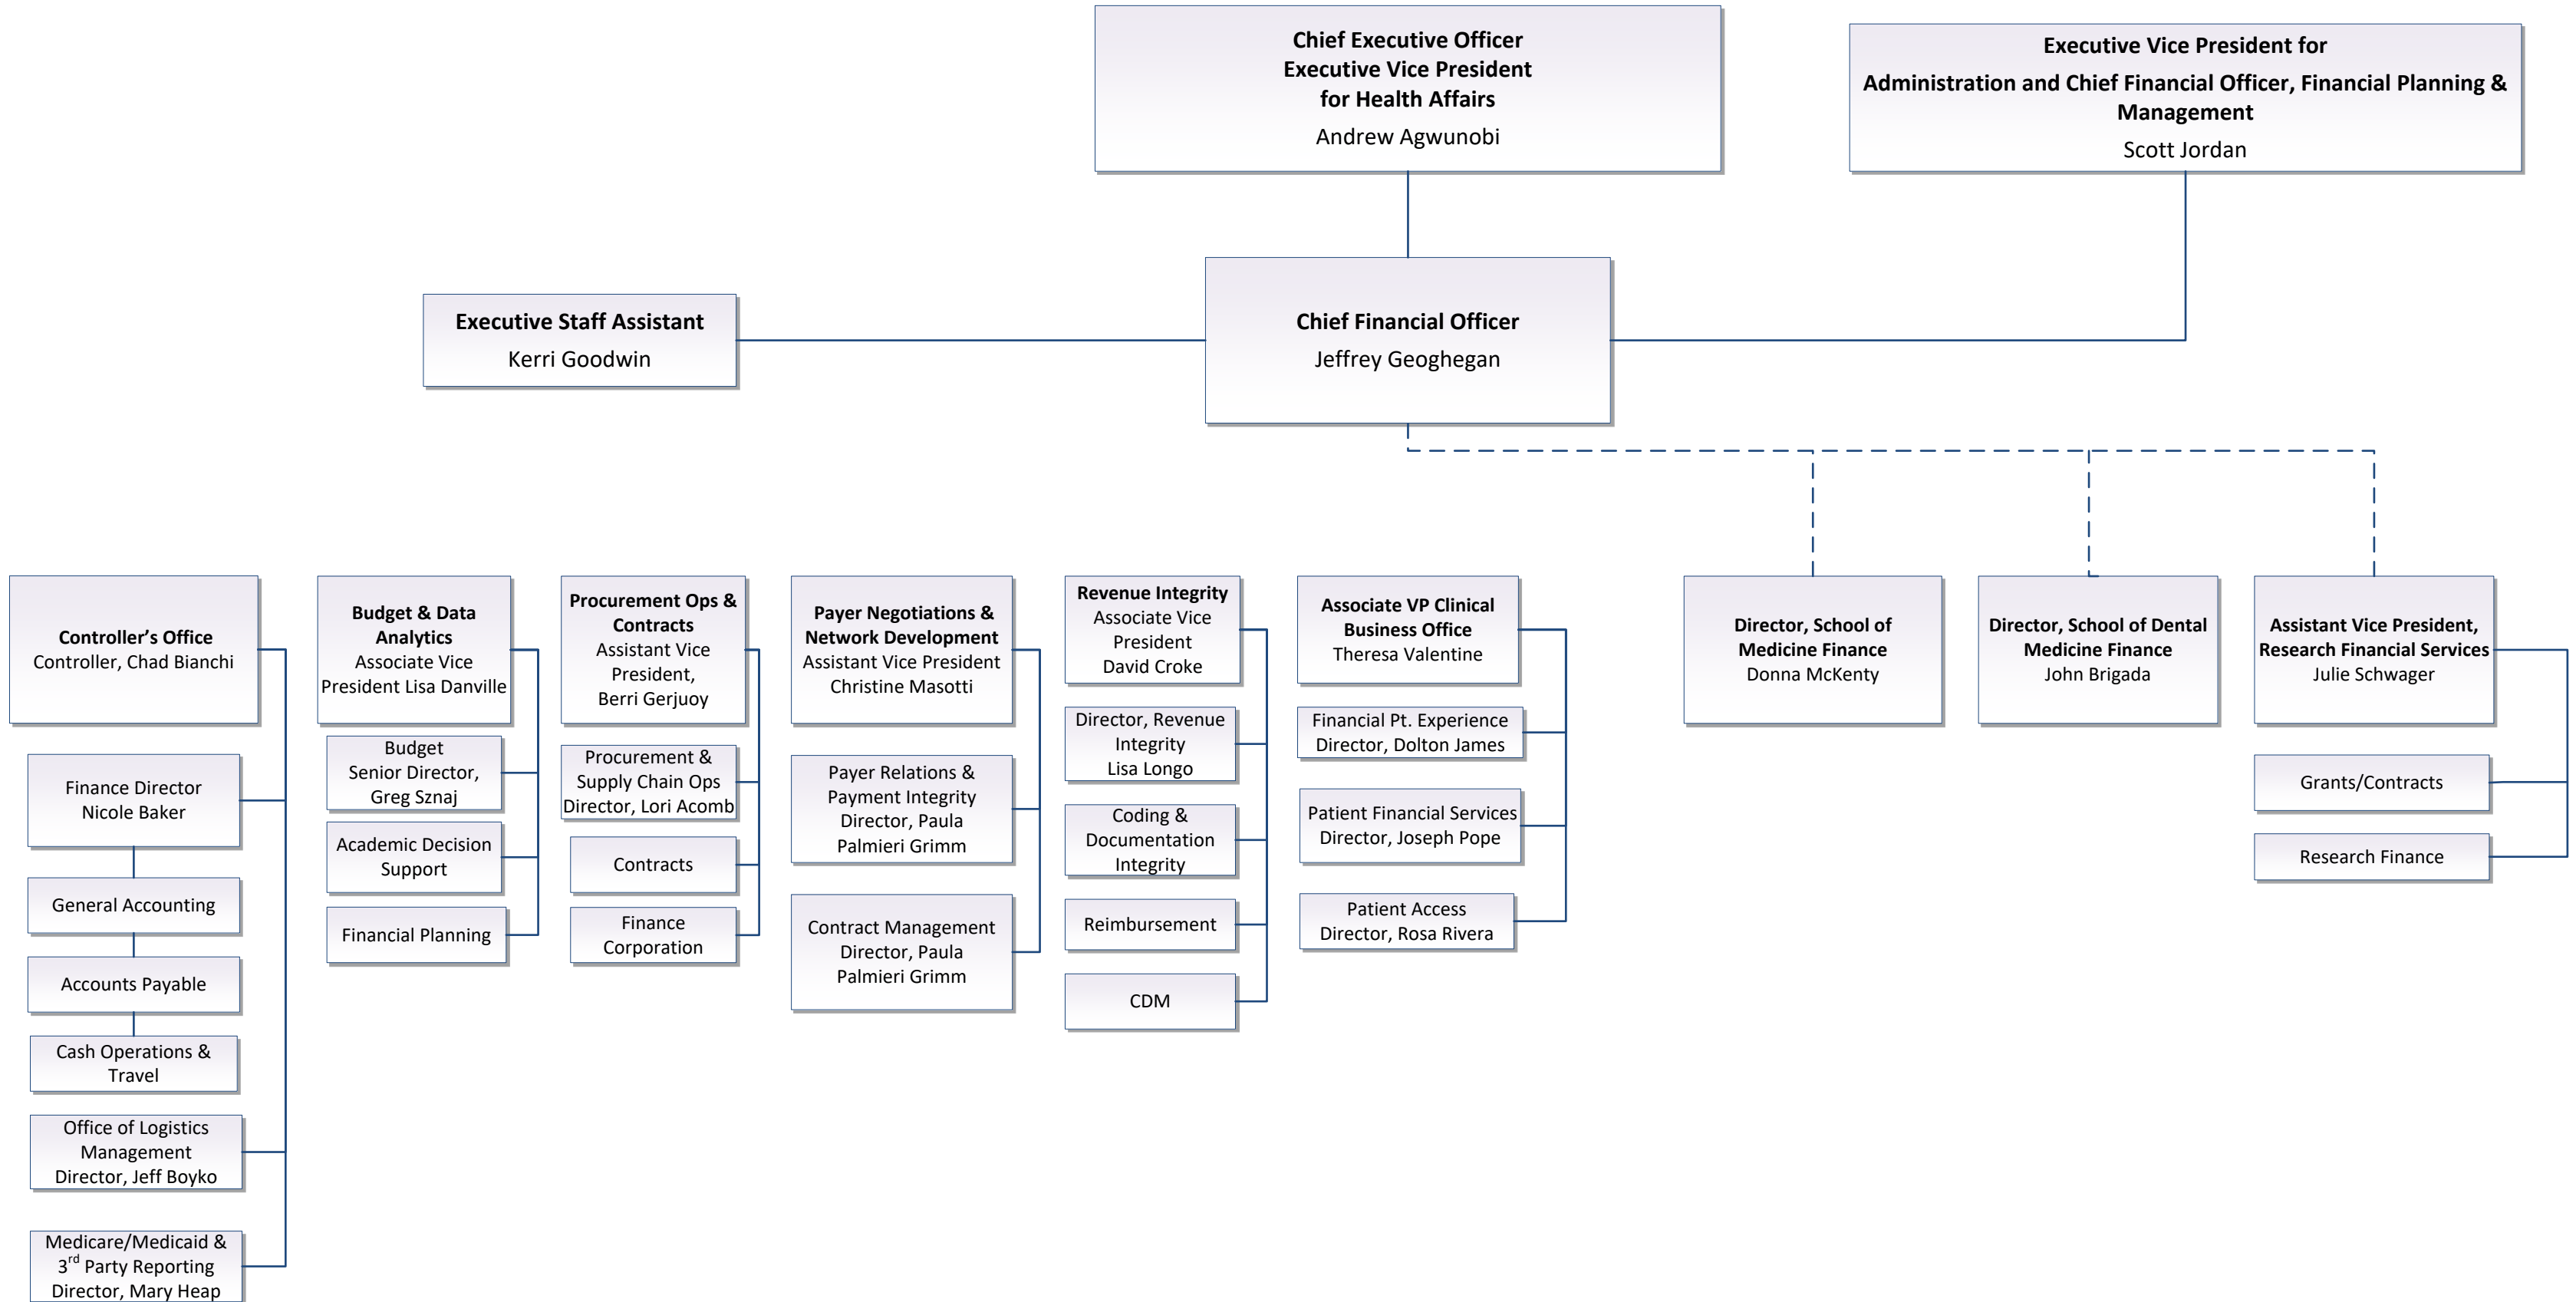 Chief Executive Officer
Executive Vice President
for Health Affairs
Andrew Agwunobi
Executive Vice President for
Administration and Chief Financial Officer, Financial Planning &
Management
Scott Jordan
Executive Staff Assistant
Kerri Goodwin
Chief Financial Officer
Jeffrey Geoghegan
Controller’s Office
Controller, Chad Bianchi
Finance Director
Nicole Baker
General Accounting
Accounts Payable
Cash Operations &
Travel
Office of Logistics
Management
Director, Jeff Boyko
Medicare/Medicaid &
3rd Party Reporting
Director, Mary Heap
Budget & Data
Analytics
Associate Vice
President Lisa Danville
Budget
Senior Director,
Greg Sznaj
Academic Decision
Support
Financial Planning
Procurement Ops &
Contracts
Assistant Vice
President,
Berri Gerjuoy
Procurement &
Supply Chain Ops
Director, Lori Acomb
Contracts
Finance
Corporation
Payer Negotiations &
Network Development
Assistant Vice President
Christine Masotti
Payer Relations &
Payment Integrity
Director, Paula
Palmieri Grimm
Contract Management
Director, Paula
Palmieri Grimm
Revenue Integrity
Associate Vice
President
David Croke
Director, Revenue
Integrity
Lisa Longo
Coding &
Documentation
Integrity
Reimbursement
CDM
Associate VP Clinical
Business Office
Theresa Valentine
Financial Pt. Experience
Director, Dolton James
Patient Financial Services
Director, Joseph Pope
Patient Access
Director, Rosa Rivera
Director, School of
Medicine Finance
Donna McKenty
Director, School of Dental
Medicine Finance
John Brigada
Assistant Vice President,
Research Financial Services
Julie Schwager
Grants/Contracts
Research Finance